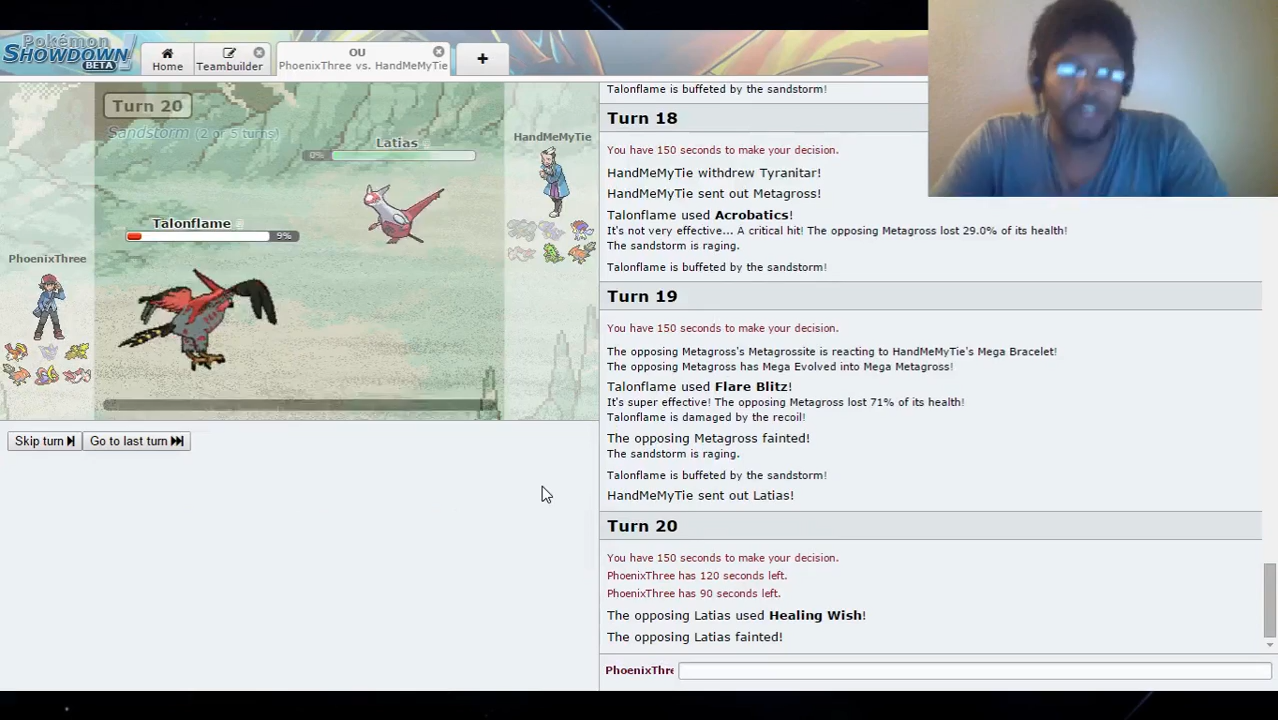 Pokémon
SHOWDOWN!
BETA
Home
Teambuilder
OU
PhoenixThree vs. HandMeMyTie
+
Turn 20
Sandstorm (2 or 5 turns)
Latias
0%
HandMeMyTie
Talonflame
9%
PhoenixThree
Skip turn
Go to last turn
Talonflame is buffeted by the sandstorm!
Turn 18
You have 150 seconds to make your decision.
HandMeMyTie withdrew Tyranitar!
HandMeMyTie sent out Metagross!
Talonflame used Acrobatics!
It's not very effective... A critical hit! The opposing Metagross lost 29.0% of its health!
The sandstorm is raging.
Talonflame is buffeted by the sandstorm!
Turn 19
You have 150 seconds to make your decision.
The opposing Metagross's Metagrossite is reacting to HandMeMyTie's Mega Bracelet!
The opposing Metagross has Mega Evolved into Mega Metagross!
Talonflame used Flare Blitz!
It's super effective! The opposing Metagross lost 71% of its health!
Talonflame is damaged by the recoil!
The opposing Metagross fainted!
The sandstorm is raging.
Talonflame is buffeted by the sandstorm!
HandMeMyTie sent out Latias!
Turn 20
You have 150 seconds to make your decision.
PhoenixThree has 120 seconds left.
PhoenixThree has 90 seconds left.
The opposing Latias used Healing Wish!
The opposing Latias fainted!
PhoenixThre